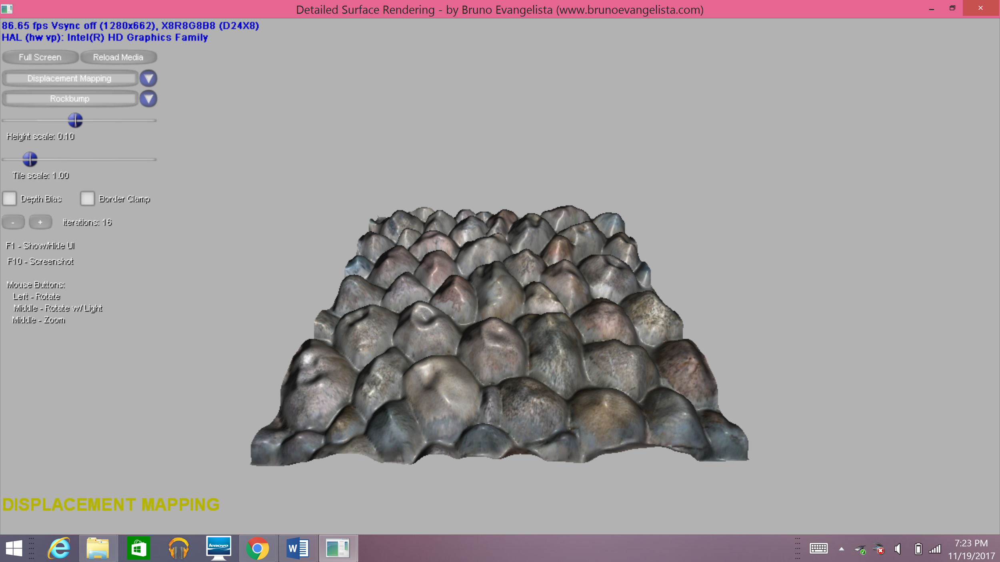 Detailed Surface Rendering - by Bruno Evangelista (www.brunoevangelista.com)
86.65 fps Vsync off (1280x662), X8R8G8B8 (D24X8)
HAL (hw vp): Intel(R) HD Graphics Family
Full Screen Reload Media
Displacement Mapping
Rockbump
Height scale: 0.10
Tile scale: 1.00
Depth Bias Border Clamp
- + Iterations: 16
F1 - Show/Hide UI
F10 - Screenshot
Mouse Buttons:
Left - Rotate
Middle - Rotate w/ Light
Middle - Zoom
DISPLACEMENT MAPPING
lenovo
7:23 PM
11/19/2017